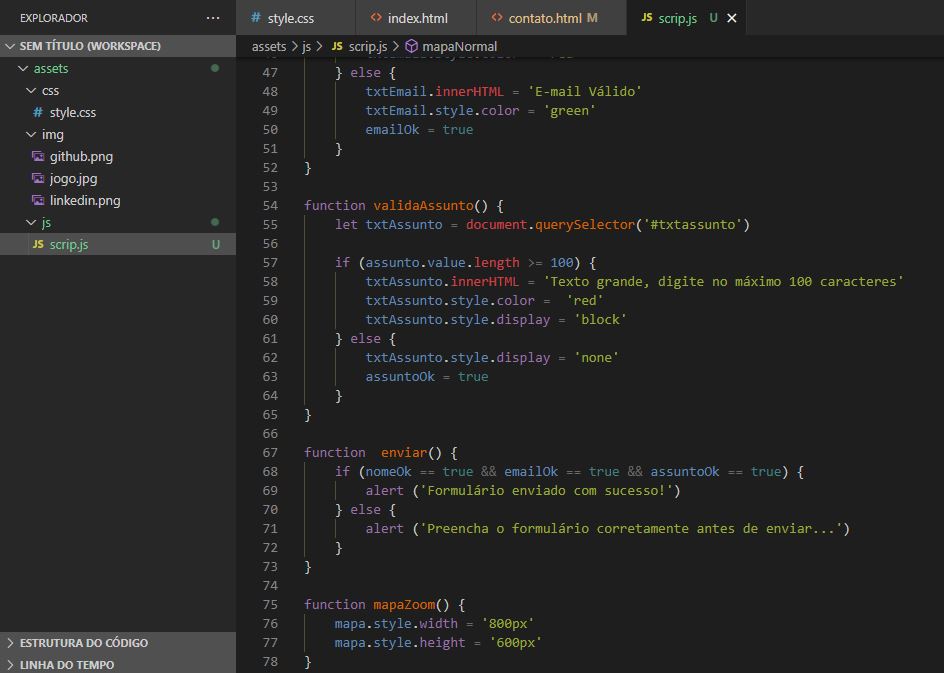 EXPLORADOR ...
SEM TÍTULO (WORKSPACE)
assets
css
# style.css
img
github.png
jogo.jpg
linkedin.png
js
JS scrip.js U
ESTRUTURA DO CÓDIGO
LINHA DO TEMPO
# style.css <> index.html <> contato.html M JS scrip.js U ×
assets > js > JS scrip.js > mapaNormal
47 } else {
48 txtEmail.innerHTML = 'E-mail Válido'
49 txtEmail.style.color = 'green'
50 emailOk = true
51 }
52 }
53
54 function validaAssunto() {
55 let txtAssunto = document.querySelector('#txtassunto')
56
57 if (assunto.value.length >= 100) {
58 txtAssunto.innerHTML = 'Texto grande, digite no máximo 100 caracteres'
59 txtAssunto.style.color =  'red'
60 txtAssunto.style.display = 'block'
61 } else {
62 txtAssunto.style.display = 'none'
63 assuntoOk = true
64 }
65 }
66
67 function  enviar() {
68 if (nomeOk == true && emailOk == true && assuntoOk == true) {
69 alert ('Formulário enviado com sucesso!')
70 } else {
71 alert ('Preencha o formulário corretamente antes de enviar...')
72 }
73 }
74
75 function mapaZoom() {
76 mapa.style.width = '800px'
77 mapa.style.height = '600px'
78 }